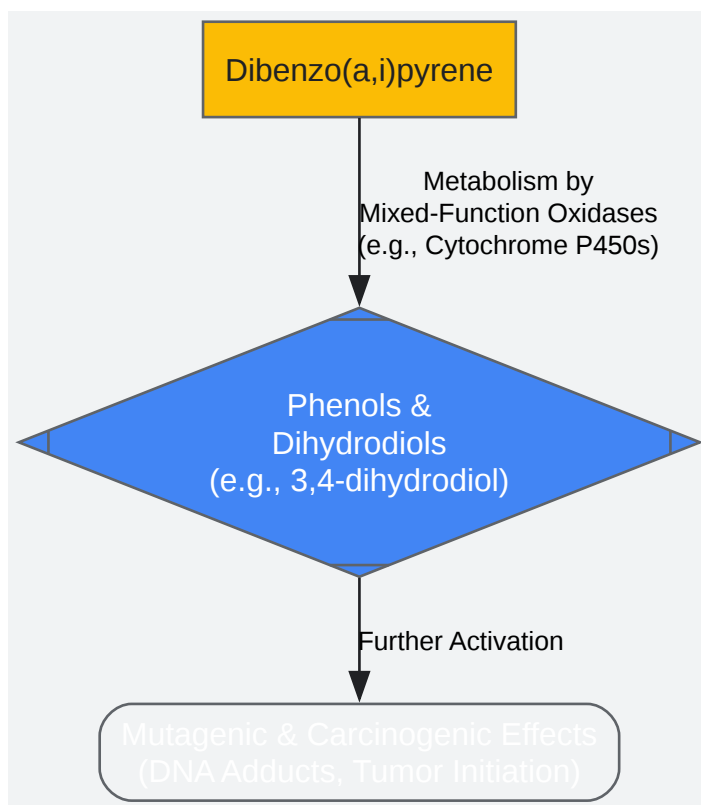 Dibenzo(a,i)pyrene
Metabolism by
Mixed-Function Oxidases
(e.g., Cytochrome P450s)
Phenols &
Dihydrodiols
(e.g., 3,4-dihydrodiol)
Further Activation
Mutagenic & Carcinogenic Effects
(DNA Adducts, Tumor Initiation)